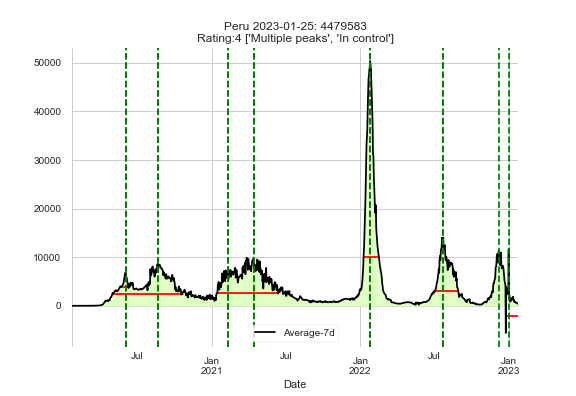 Peru 2023-01-25: 4479583
Rating:4 ['Multiple peaks', 'In control']
50000
40000
30000
20000
10000
0
Average-7d
Jul
Jan
2021
Jul
Jan
2022
Jul
Jan
2023
Date